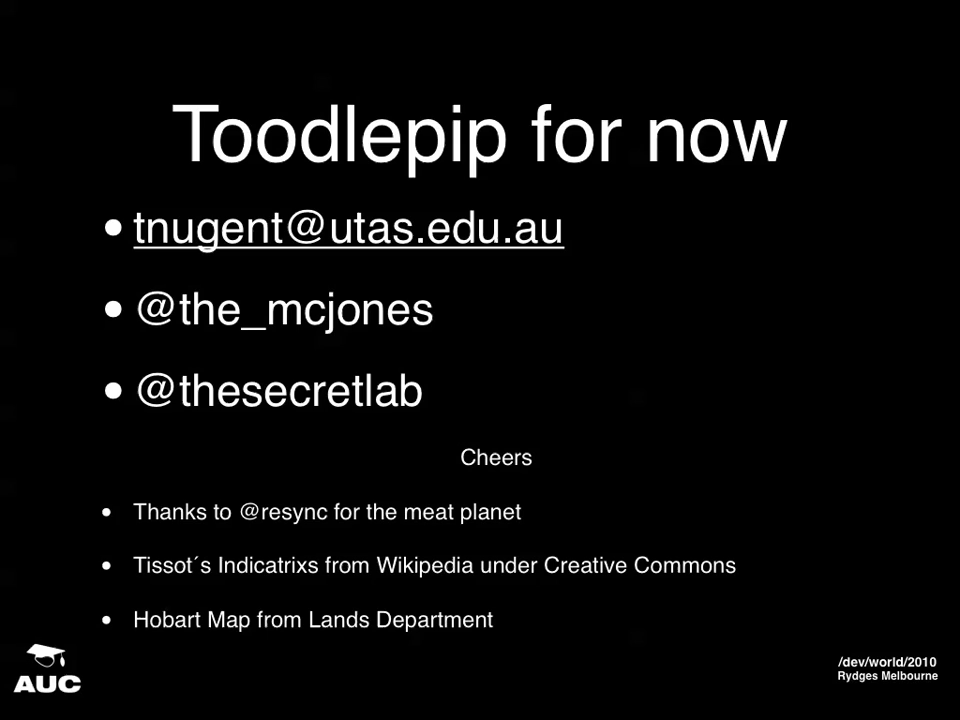 Toodlepip for now
• tnugent@utas.edu.au
• @the_mcjones
• @thesecretlab
Cheers
• Thanks to @resync for the meat planet
• Tissot´s Indicatrixs from Wikipedia under Creative Commons
• Hobart Map from Lands Department
AUC
/dev/world/2010
Rydges Melbourne